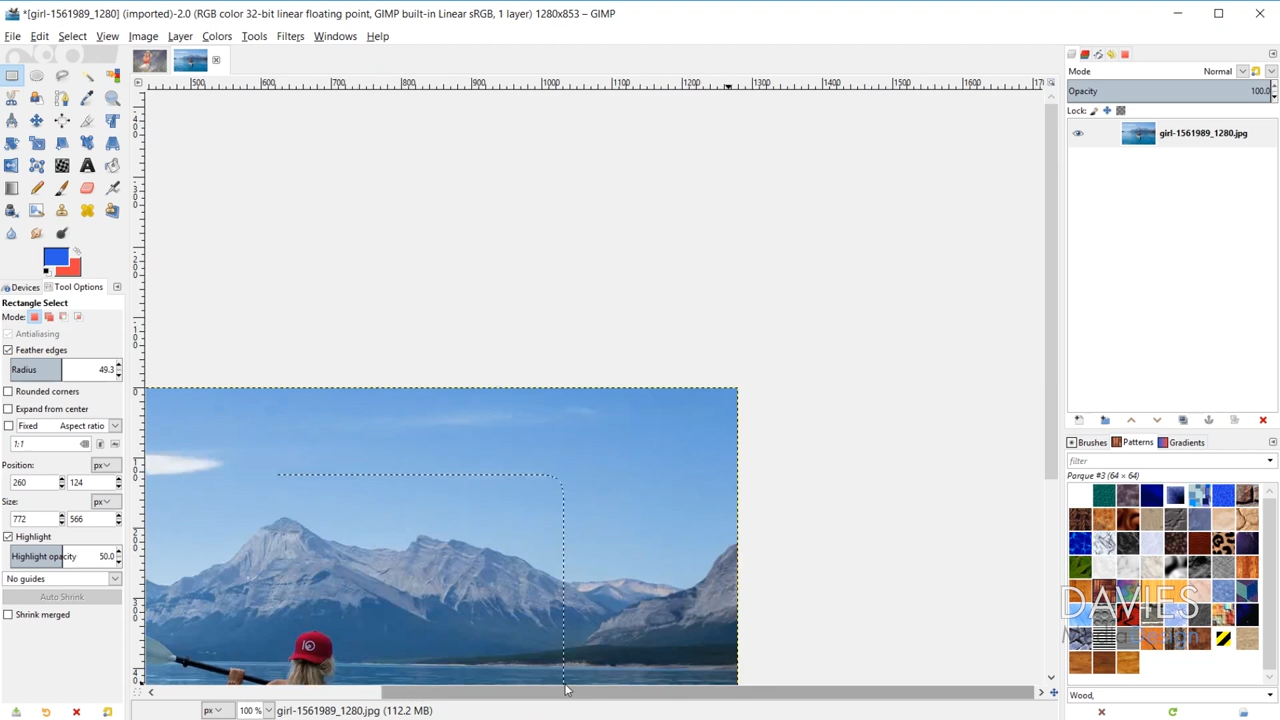 *[girl-1561989_1280] (imported)-2.0 (RGB color 32-bit linear floating point, GIMP built-in Linear sRGB, 1 layer) 1280x853 – GIMP
File Edit Select View Image Layer Colors Tools Filters Windows Help
500 600 700 800 900 1000 1100 1200 1300 1400 1500 1600
Mode Normal
Opacity 100.0
Lock:
girl-1561989_1280.jpg
Devices Tool Options
Rectangle Select
Mode:
Antialiasing
Feather edges
Radius 49.3
Rounded corners
Expand from center
Fixed Aspect ratio
1:1
Position: px
260 124
Size: px
772 566
Highlight
Highlight opacity 50.0
No guides
Auto Shrink
Shrink merged
Brushes Patterns Gradients
filter
Parque #3 (64 × 64)
DAVIES
Wood,
px 100 % girl-1561989_1280.jpg (112.2 MB)